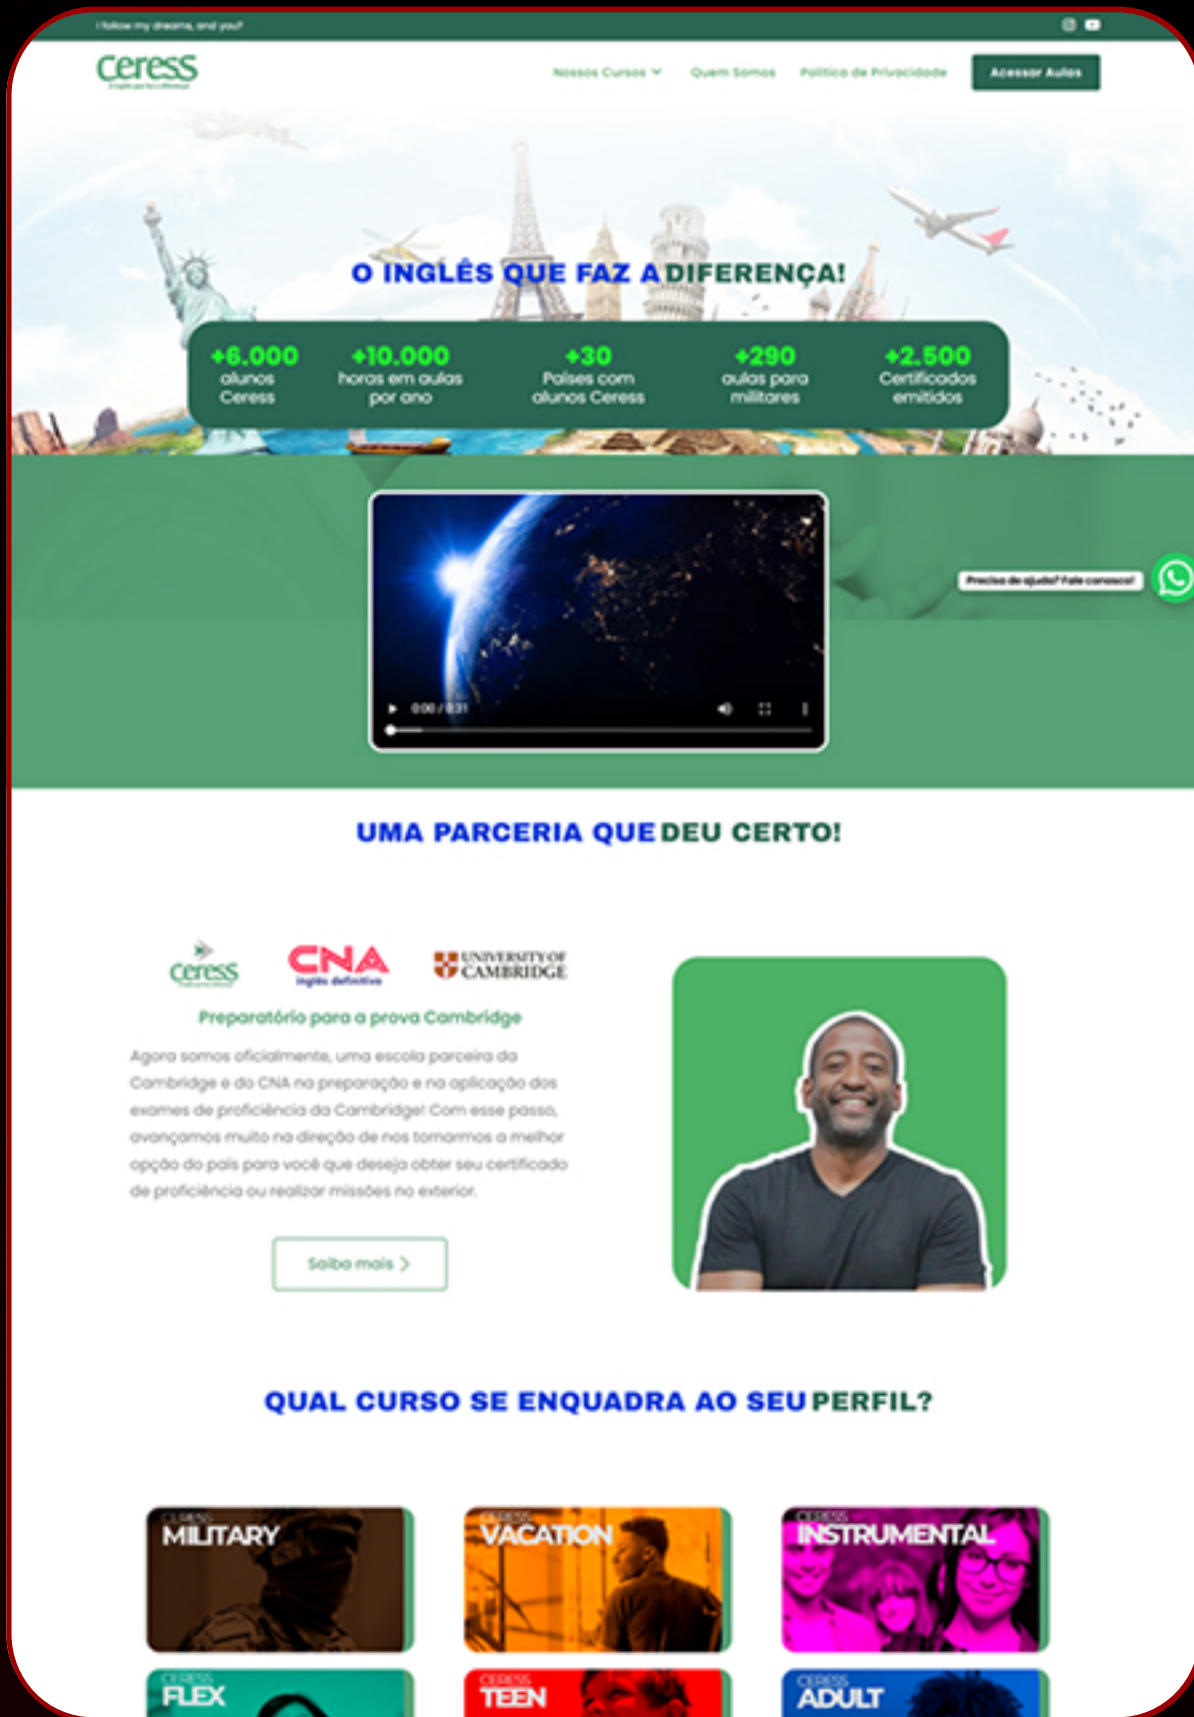 I follow my dreams, and you?
Ceress
Nossos Cursos
Quem Somos
Política de Privacidade
Acessar Aulas
O INGLÊS QUE FAZ A DIFERENÇA!
+6.000
alunos
Ceress
+10.000
horas em aulas
por ano
+30
Países com
alunos Ceress
+290
aulas para
militares
+2.500
Certificados
emitidos
Precisa de ajuda? Fale conosco!
0:00 / 0:31
UMA PARCERIA QUE DEU CERTO!
ceress
CNA
inglês definitivo
UNIVERSITY OF
CAMBRIDGE
Preparatório para a prova Cambridge
Agora somos oficialmente, uma escola parceira da
Cambridge e do CNA na preparação e na aplicação dos
exames de proficiência da Cambridge! Com esse passo,
avançamos muito na direção de nos tornarmos a melhor
opção do país para você que deseja obter seu certificado
de proficiência ou realizar missões no exterior.
Saiba mais
QUAL CURSO SE ENQUADRA AO SEU PERFIL?
CERESS
MILITARY
CERESS
VACATION
CERESS
INSTRUMENTAL
CERESS
FLEX
CERESS
TEEN
CERESS
ADULT